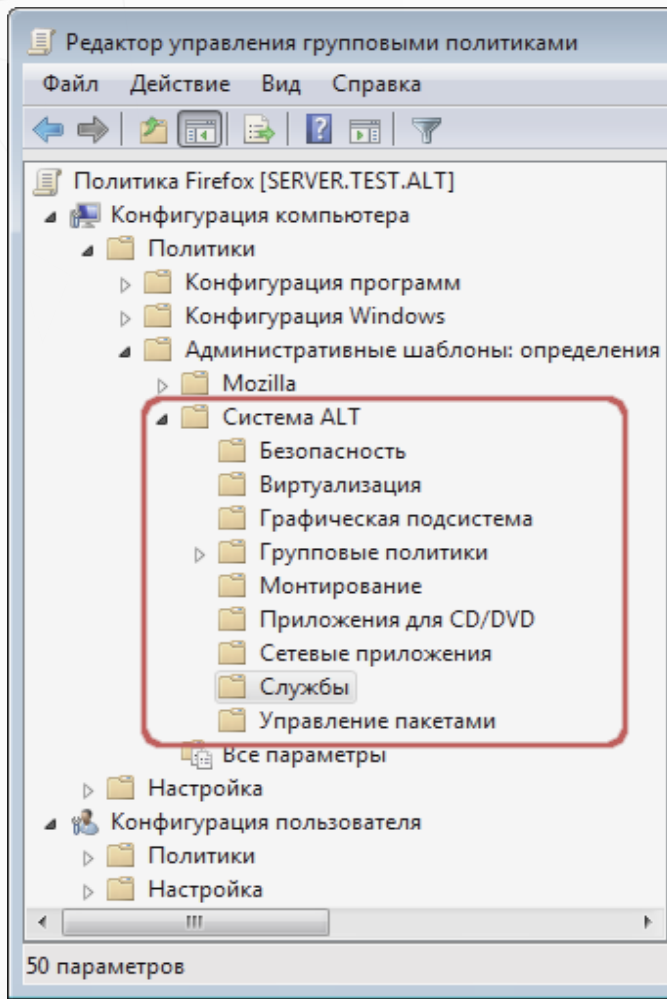 Редактор управления групповыми политиками
Файл Действие Вид Справка
Политика Firefox [SERVER.TEST.ALT]
Конфигурация компьютера
Политики
Конфигурация программ
Конфигурация Windows
Административные шаблоны: определения
Mozilla
Система ALT
Безопасность
Виртуализация
Графическая подсистема
Групповые политики
Монтирование
Приложения для CD/DVD
Сетевые приложения
Службы
Управление пакетами
Все параметры
Настройка
Конфигурация пользователя
Политики
Настройка
50 параметров